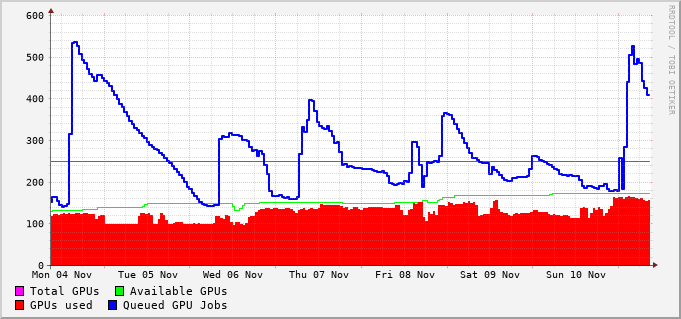 600
500
400
300
200
100
0
Mon 04 Nov Tue 05 Nov Wed 06 Nov Thu 07 Nov Fri 08 Nov Sat 09 Nov Sun 10 Nov
Total GPUs Available GPUs
GPUs used Queued GPU Jobs
RRDTOOL / TOBI OETIKER